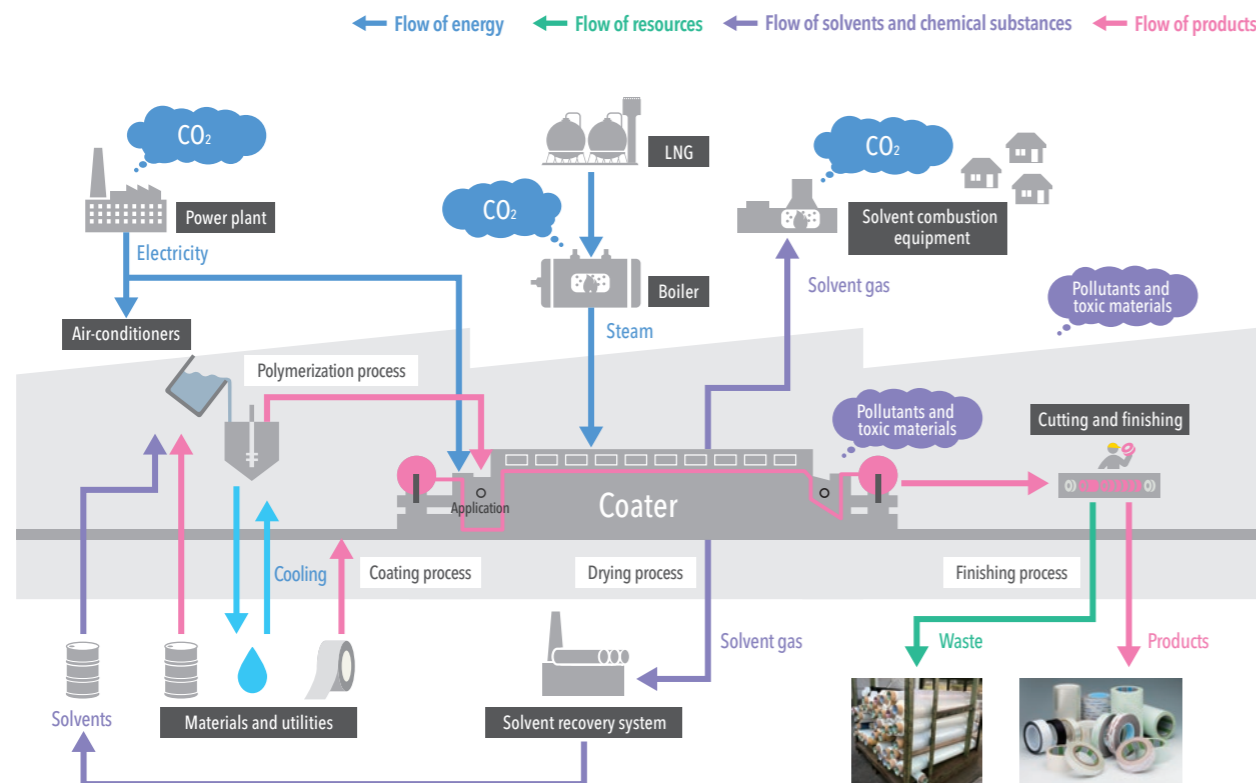 Flow of energy
Flow of resources
Flow of solvents and chemical substances
Flow of products
CO₂
Power plant
Electricity
Air-conditioners
LNG
CO₂
Boiler
Steam
CO₂
Solvent combustion
equipment
Solvent gas
Pollutants and
toxic materials
Polymerization process
Pollutants and
toxic materials
Cutting and finishing
Application
Coater
Cooling
Coating process
Drying process
Finishing process
Solvent gas
Waste
Products
Solvents
Materials and utilities
Solvent recovery system